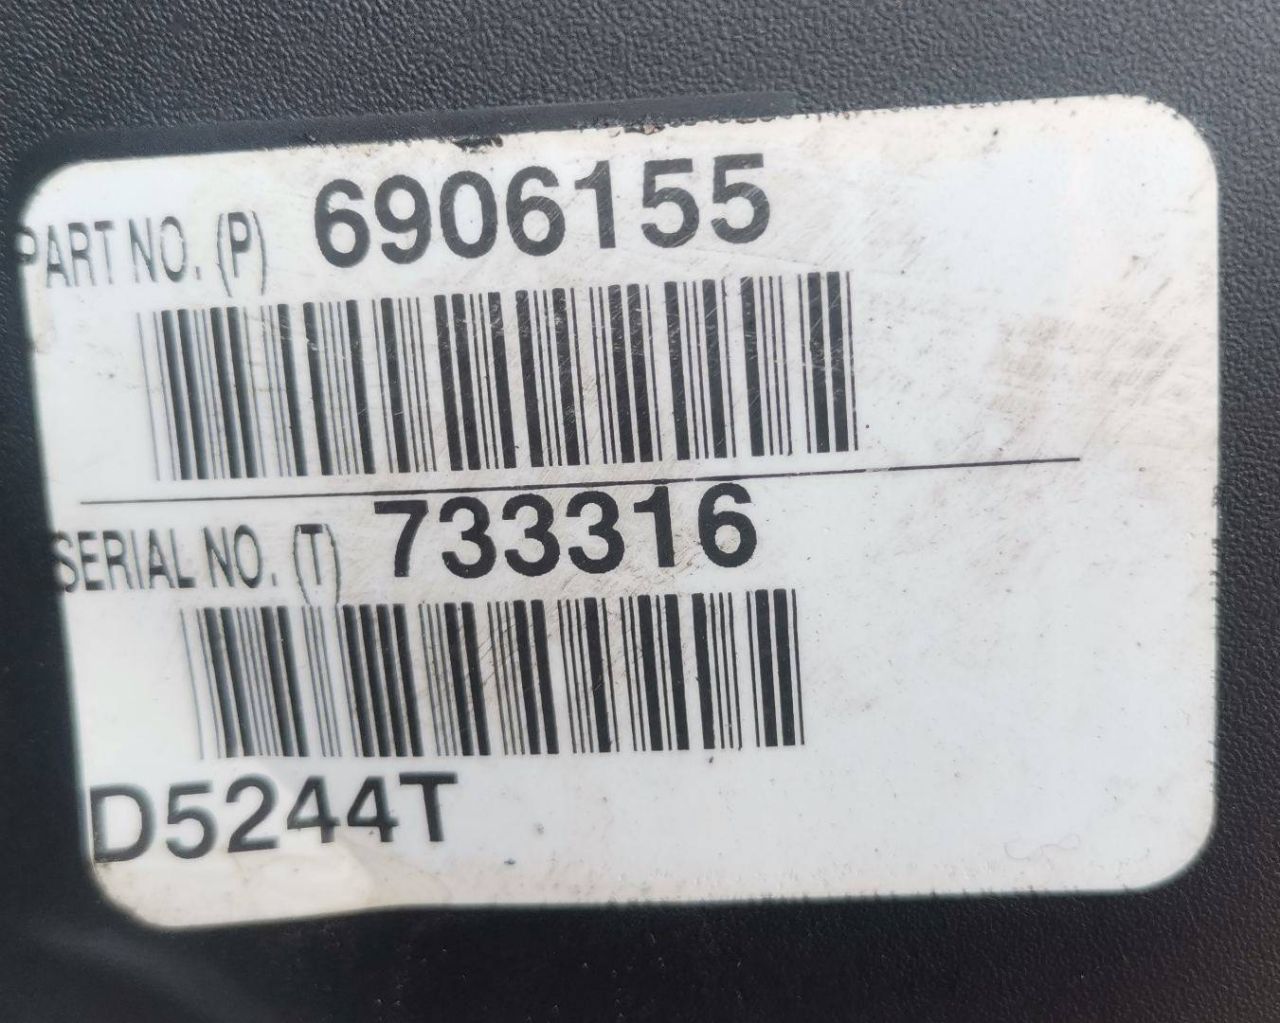 PART NO. (P) 6906155
SERIAL NO. (T) 733316
D5244T